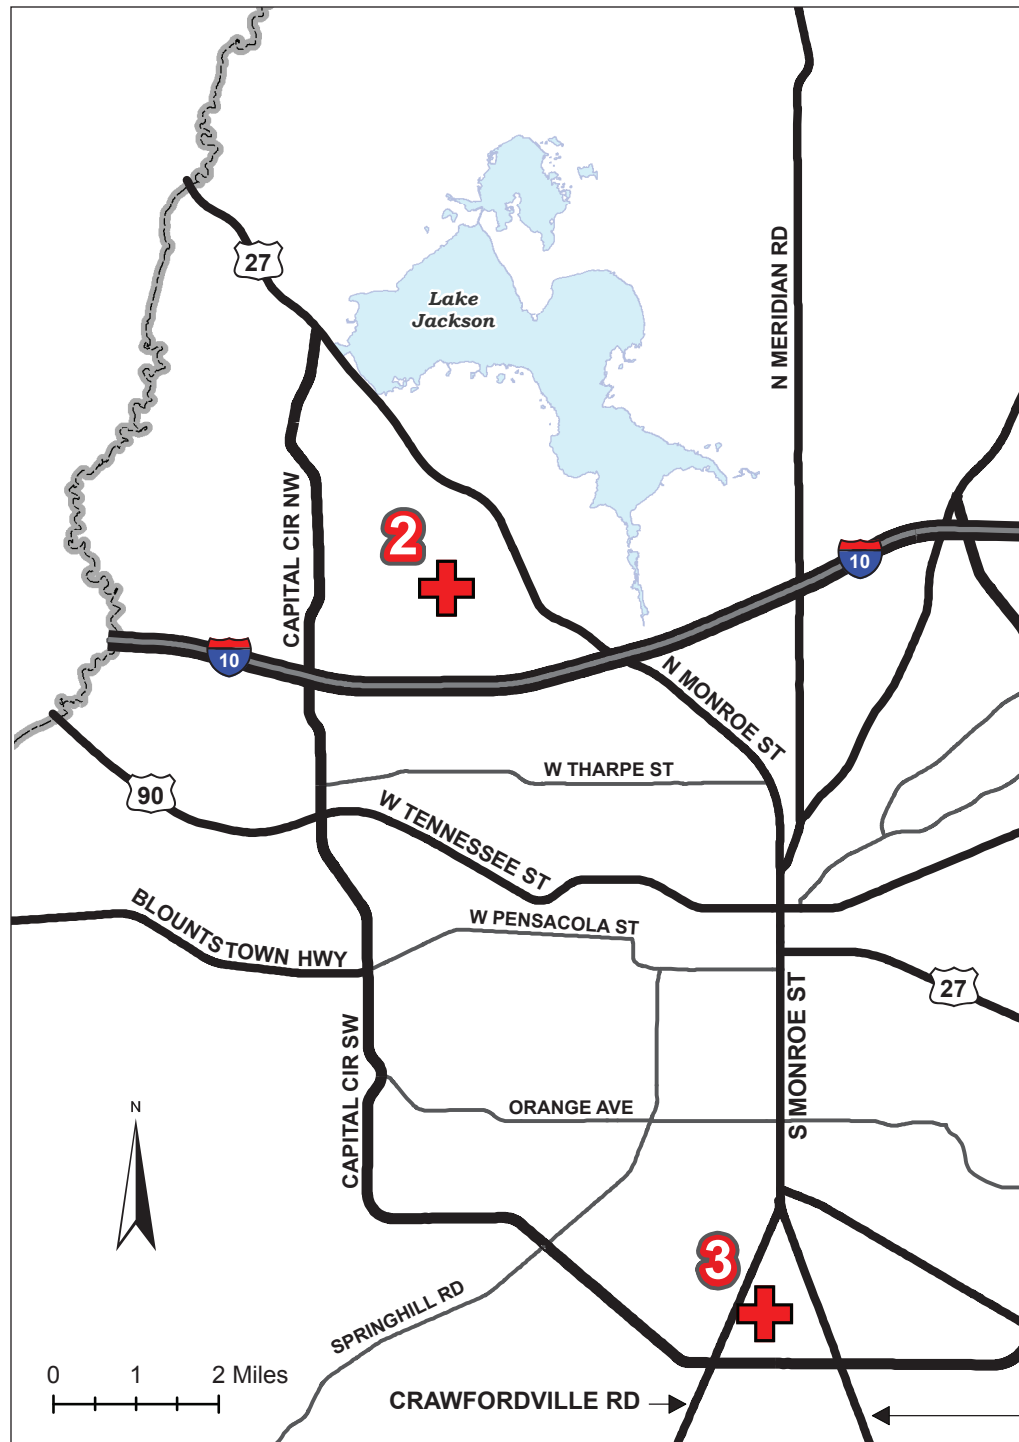 27
Lake
Jackson
N MERIDIAN RD
CAPITAL CIR NW
2
10
10
N MONROE ST
W THARPE ST
90
W TENNESSEE ST
BLOUNTSTOWN HWY
W PENSACOLA ST
27
S MONROE ST
CAPITAL CIR SW
ORANGE AVE
N
3
SPRINGHILL RD
0 1 2 Miles
CRAWFORDVILLE RD